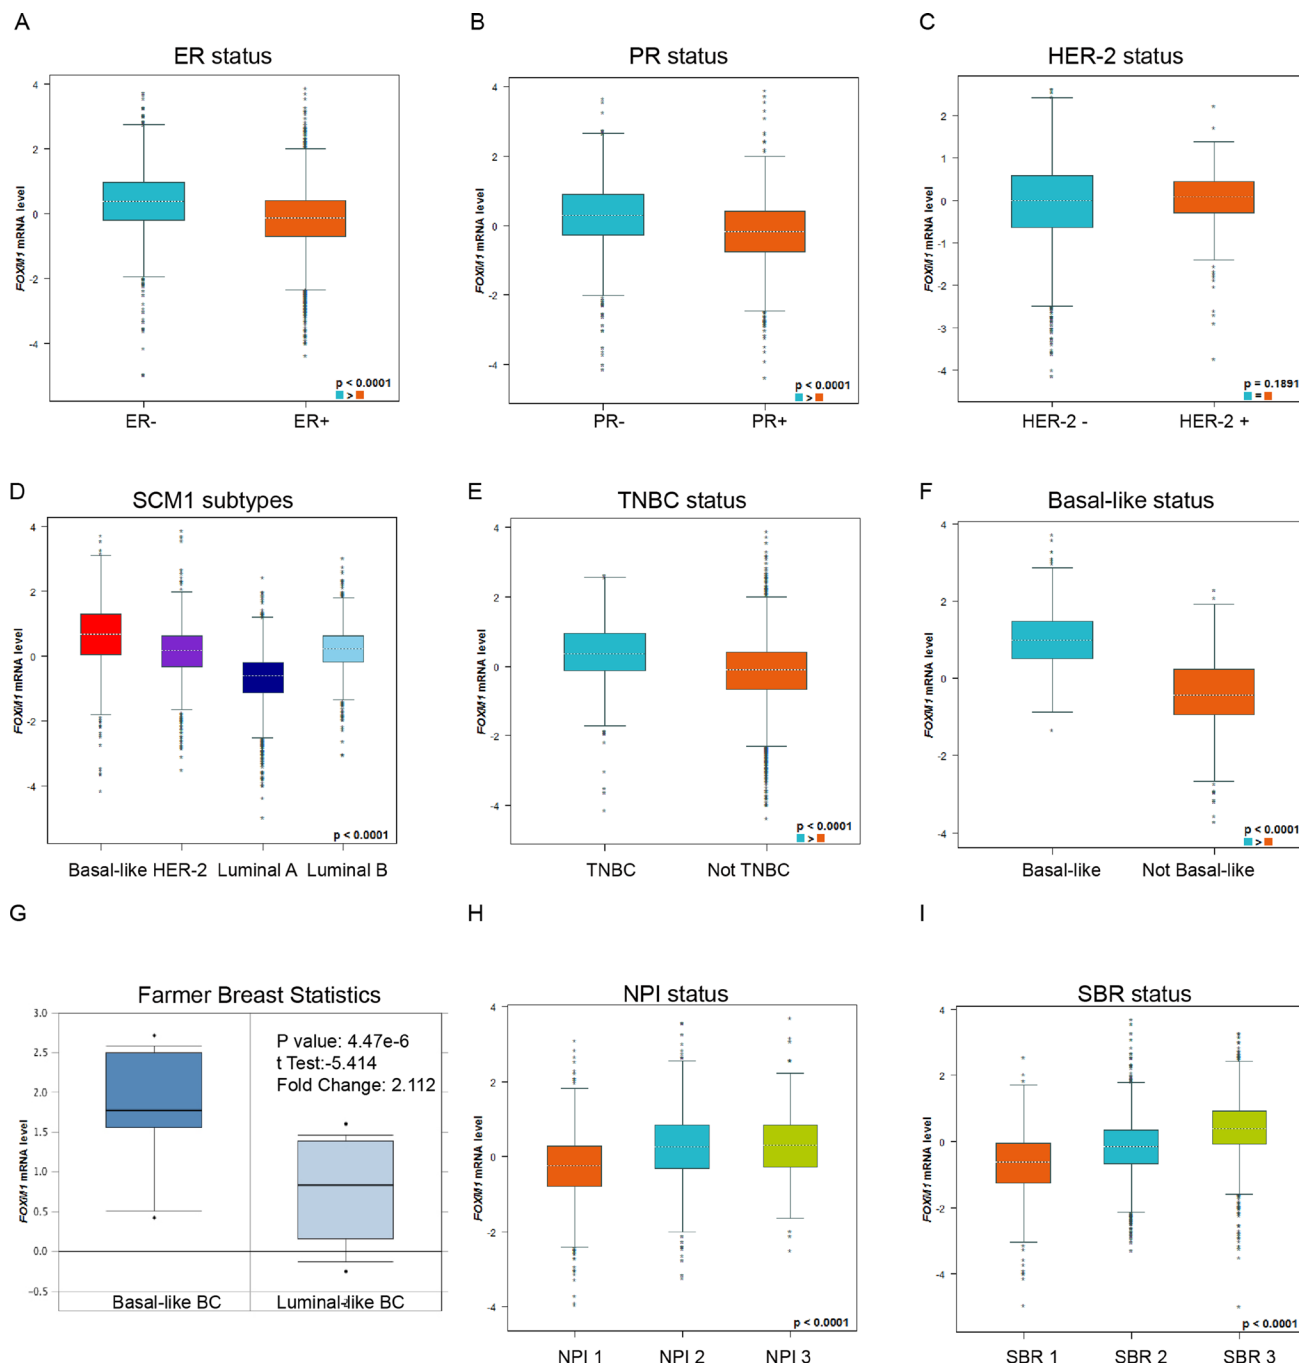 A
ER status
FOXM1 mRNA level
4
2
0
-2
-4
p < 0.0001
>
ER-
ER+
B
PR status
FOXM1 mRNA level
4
2
0
-2
-4
p < 0.0001
>
PR-
PR+
C
HER-2 status
FOXM1 mRNA level
2
1
0
-1
-2
-3
-4
p = 0.1891
=
HER-2 -
HER-2 +
D
SCM1 subtypes
FOXM1 mRNA level
4
2
0
-2
-4
p < 0.0001
Basal-like HER-2 Luminal A Luminal B
E
TNBC status
FOXM1 mRNA level
4
2
0
-2
-4
p < 0.0001
>
TNBC
Not TNBC
F
Basal-like status
FOXM1 mRNA level
4
2
0
-2
-4
p < 0.0001
>
Basal-like
Not Basal-like
G
Farmer Breast Statistics
FOXM1 mRNA level
3.0
2.5
2.0
1.5
1.0
0.5
0.0
-0.5
P value: 4.47e-6
t Test:-5.414
Fold Change: 2.112
Basal-like BC
Luminal-like BC
H
NPI status
FOXM1 mRNA level
4
2
0
-2
-4
p < 0.0001
NPI 1
NPI 2
NPI 3
I
SBR status
FOXM1 mRNA level
4
2
0
-2
-4
p < 0.0001
SBR 1
SBR 2
SBR 3